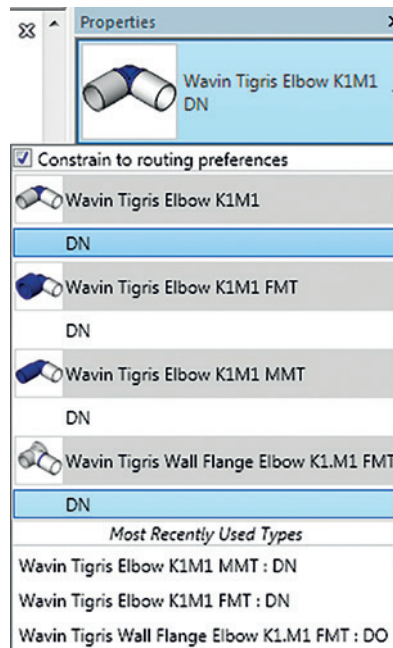 Properties
Wavin Tigris Elbow K1M1
DN
Constrain to routing preferences
Wavin Tigris Elbow K1M1
DN
Wavin Tigris Elbow K1M1 FMT
DN
Wavin Tigris Elbow K1M1 MMT
DN
Wavin Tigris Wall Flange Elbow K1.M1 FMT
DN
Most Recently Used Types
Wavin Tigris Elbow K1M1 MMT : DN
Wavin Tigris Elbow K1M1 FMT : DN
Wavin Tigris Wall Flange Elbow K1.M1 FMT : DO